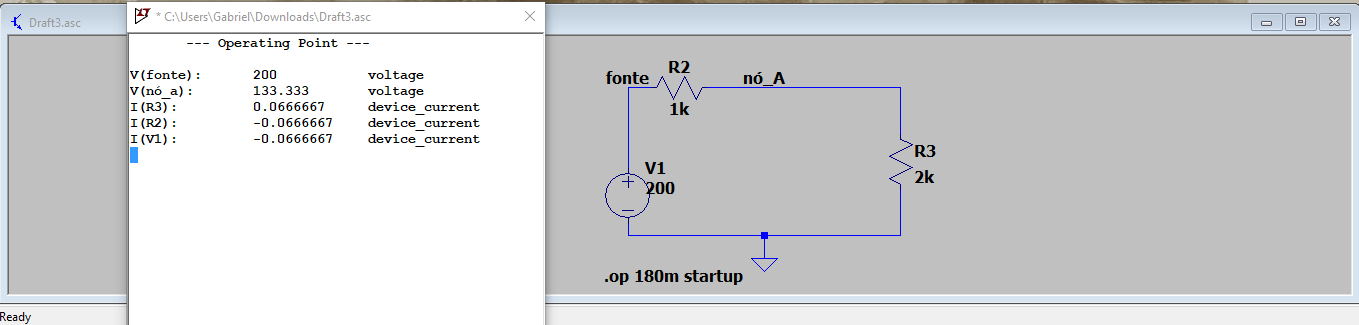 Draft3.asc
* C:\Users\Gabriel\Downloads\Draft3.asc
--- Operating Point ---
V(fonte): 200 voltage
V(nó_a): 133.333 voltage
I(R3): 0.0666667 device_current
I(R2): -0.0666667 device_current
I(V1): -0.0666667 device_current
fonte R2 nó_A
1k
R3
2k
V1
200
.op 180m startup
Ready